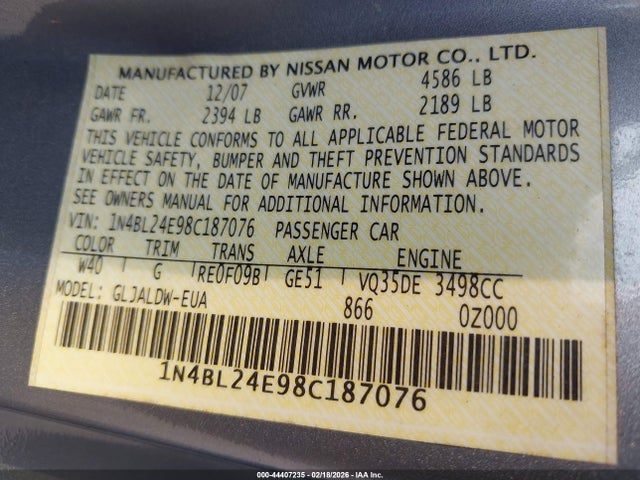 MANUFACTURED BY NISSAN MOTOR CO., LTD.
DATE 12/07 GVWR 4586 LB
GAWR FR. 2394 LB GAWR RR. 2189 LB
THIS VEHICLE CONFORMS TO ALL APPLICABLE FEDERAL MOTOR
VEHICLE SAFETY, BUMPER AND THEFT PREVENTION STANDARDS
IN EFFECT ON THE DATE OF MANUFACTURE SHOWN ABOVE.
SEE OWNERS MANUAL FOR ADDITIONAL INFORMATION.
VIN: 1N4BL24E98C187076 PASSENGER CAR
COLOR TRIM TRANS AXLE ENGINE
W40 G RE0F09B GE51 VQ35DE 3498CC
MODEL: GLJALDW-EUA 866 0Z000
1N4BL24E98C187076
000-44407235 - 02/18/2026 - IAA Inc.